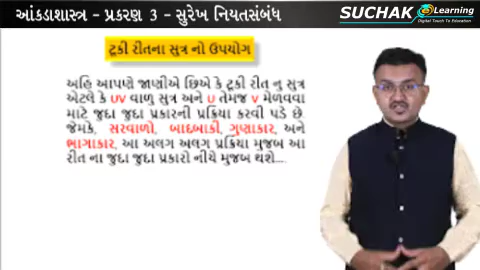 આંકડાશાસ્ત્ર - પ્રકરણ 3 - સુરેખ નિયતસંબંધ
SUCHAK eLearning
Digital Touch To Education
ટૂકી રીતના સુત્ર નો ઉપયોગ
અહિ આપણે જાણીએ છિએ કે ટૂકી રીત નુ સુત્ર
એટલે કે UV વાળુ સુત્ર અને U તેમજ V મેળવવા
માટે જુદા જુદા પ્રકારની પ્રક્રિયા કરવી પડે છે.
જેમકે, સરવાળો, બાદબાકી, ગુણાકાર, અને
ભાગાકાર, આ અલગ અલગ પ્રક્રિયા મુજબ આ
રીત ના જુદા જુદા પ્રકારો નીચે મુજબ થશે....